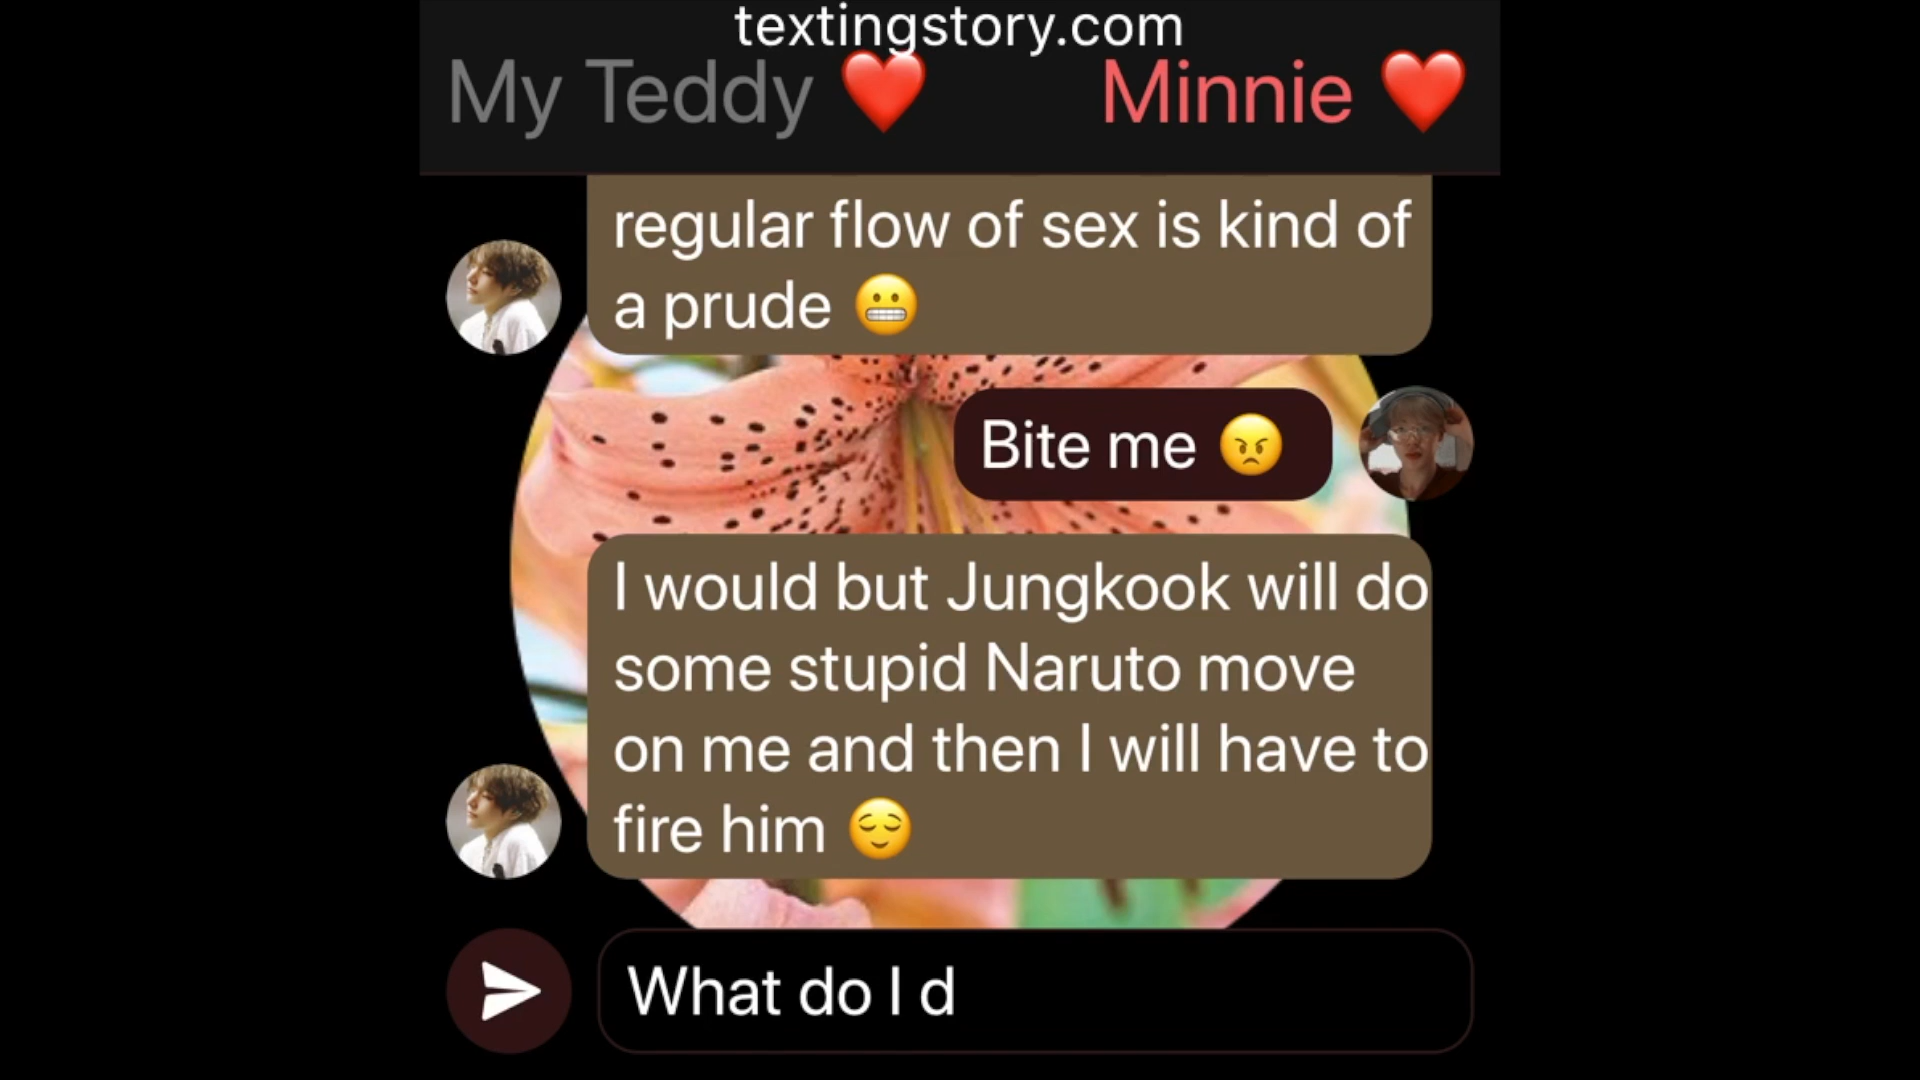 textingstory.com
My Teddy ❤️ Minnie ❤️
regular flow of sex is kind of
a prude 😬
Bite me 😠
I would but Jungkook will do
some stupid Naruto move
on me and then I will have to
fire him 😌
What do I d